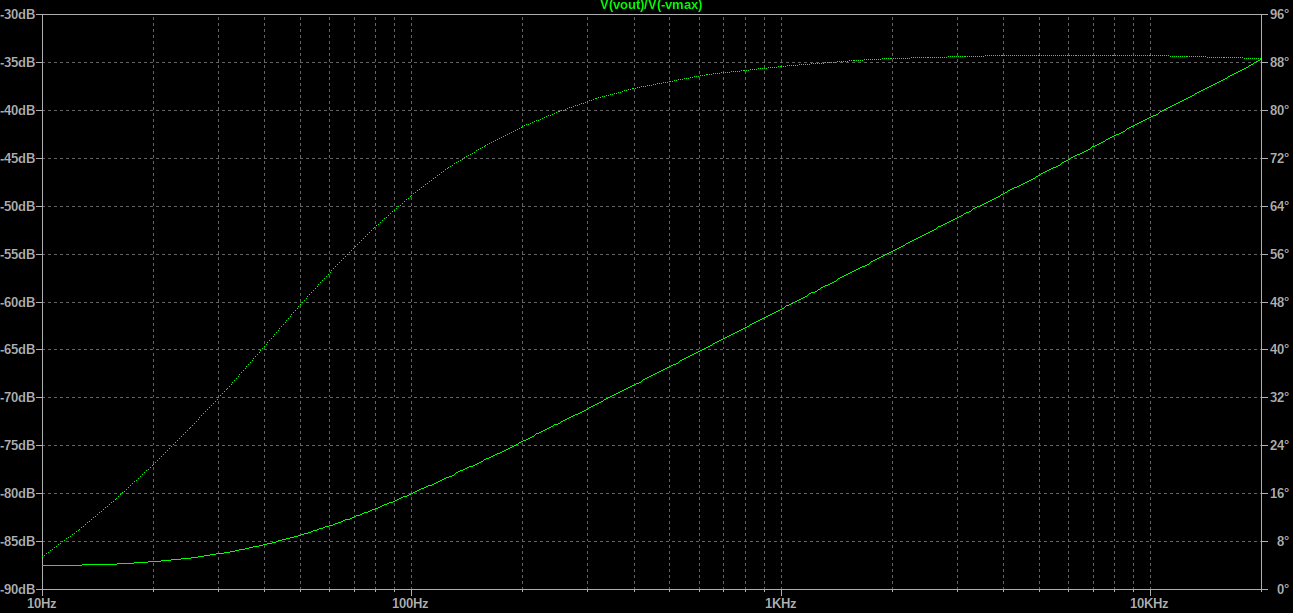 V(vout)/V(-vmax)
-30dB 96°
-35dB 88°
-40dB 80°
-45dB 72°
-50dB 64°
-55dB 56°
-60dB 48°
-65dB 40°
-70dB 32°
-75dB 24°
-80dB 16°
-85dB 8°
-90dB 0°
10Hz 100Hz 1KHz 10KHz